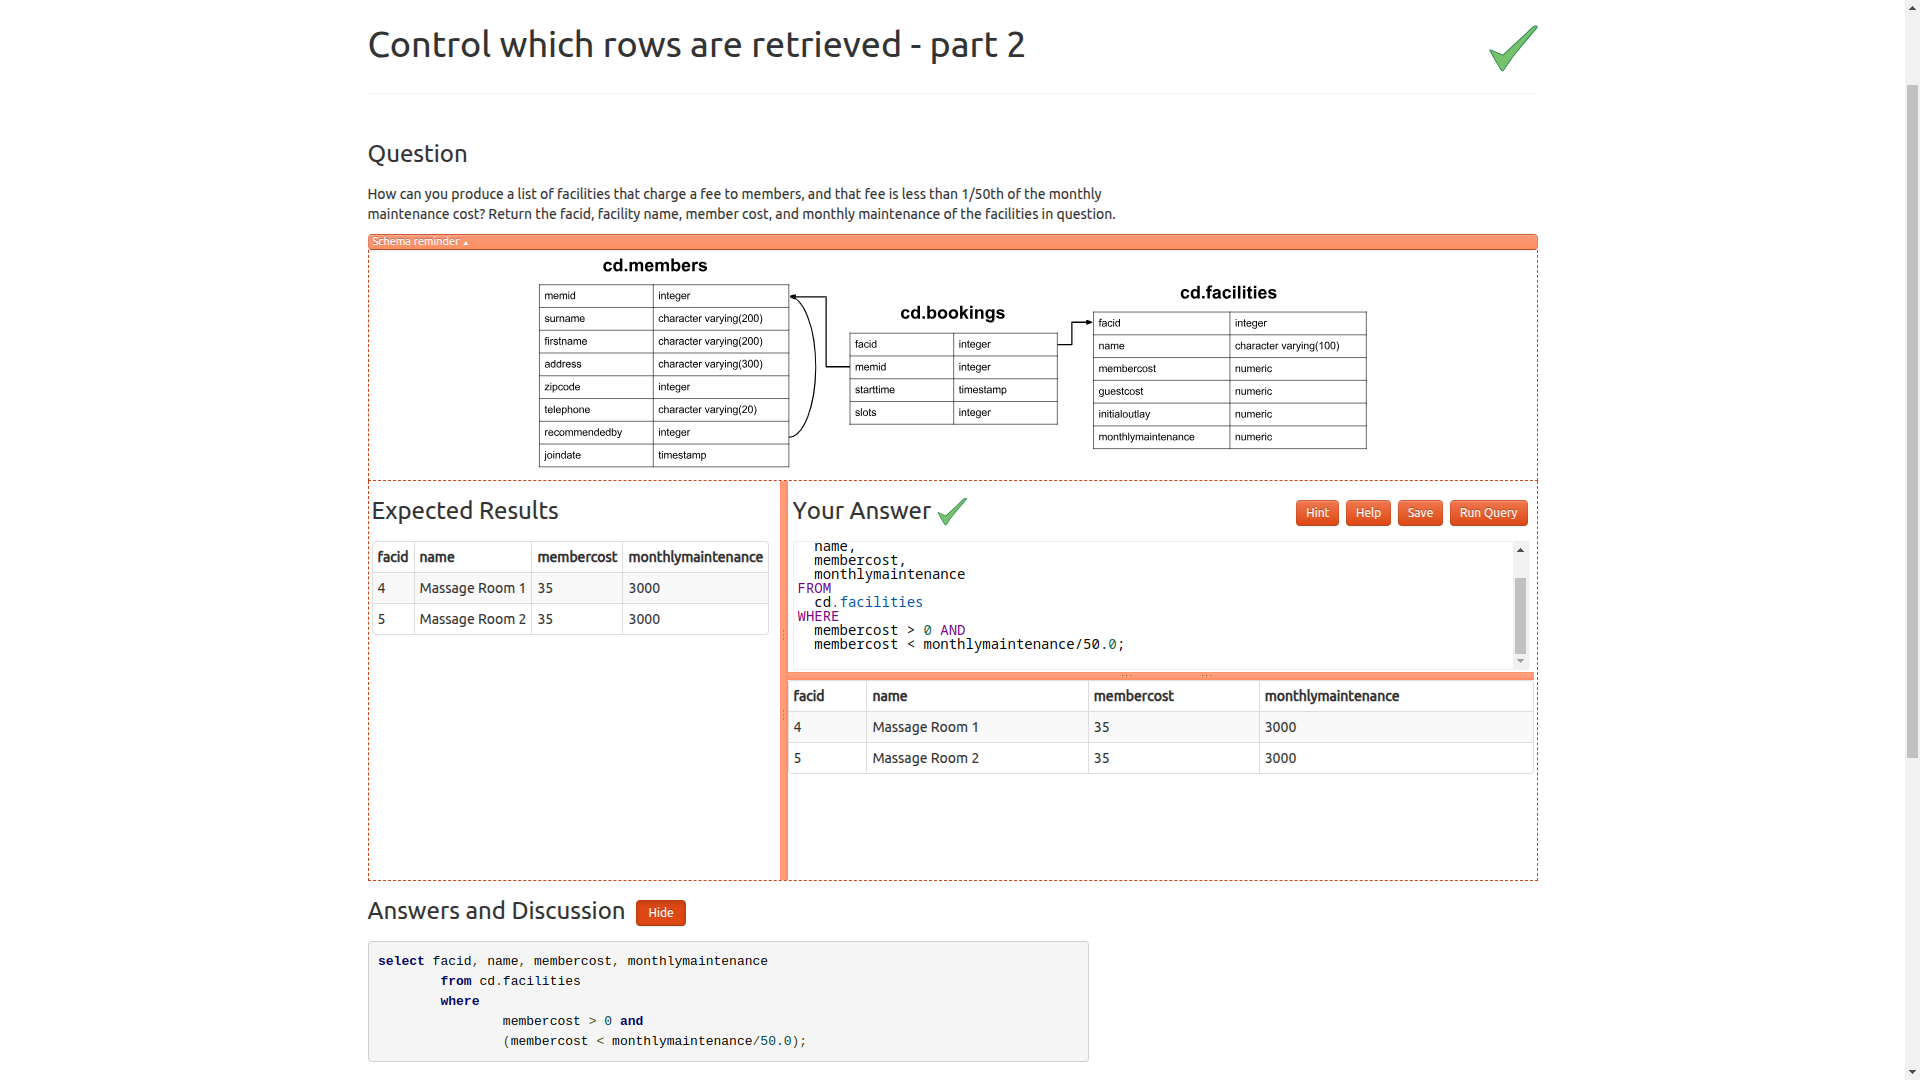 Control which rows are retrieved - part 2
Question
How can you produce a list of facilities that charge a fee to members, and that fee is less than 1/50th of the monthly
maintenance cost? Return the facid, facility name, member cost, and monthly maintenance of the facilities in question.
Schema reminder ▴
cd.members
memid integer
surname character varying(200)
firstname character varying(200)
address character varying(300)
zipcode integer
telephone character varying(20)
recommendedby integer
joindate timestamp
cd.bookings
facid integer
memid integer
starttime timestamp
slots integer
cd.facilities
facid integer
name character varying(100)
membercost numeric
guestcost numeric
initialoutlay numeric
monthlymaintenance numeric
Expected Results
facid name membercost monthlymaintenance
4 Massage Room 1 35 3000
5 Massage Room 2 35 3000
Your Answer
Hint Help Save Run Query
name,
membercost,
monthlymaintenance
FROM
cd.facilities
WHERE
membercost > 0 AND
membercost < monthlymaintenance/50.0;
facid name membercost monthlymaintenance
4 Massage Room 1 35 3000
5 Massage Room 2 35 3000
Answers and Discussion Hide
select facid, name, membercost, monthlymaintenance
from cd.facilities
where
membercost > 0 and
(membercost < monthlymaintenance/50.0);